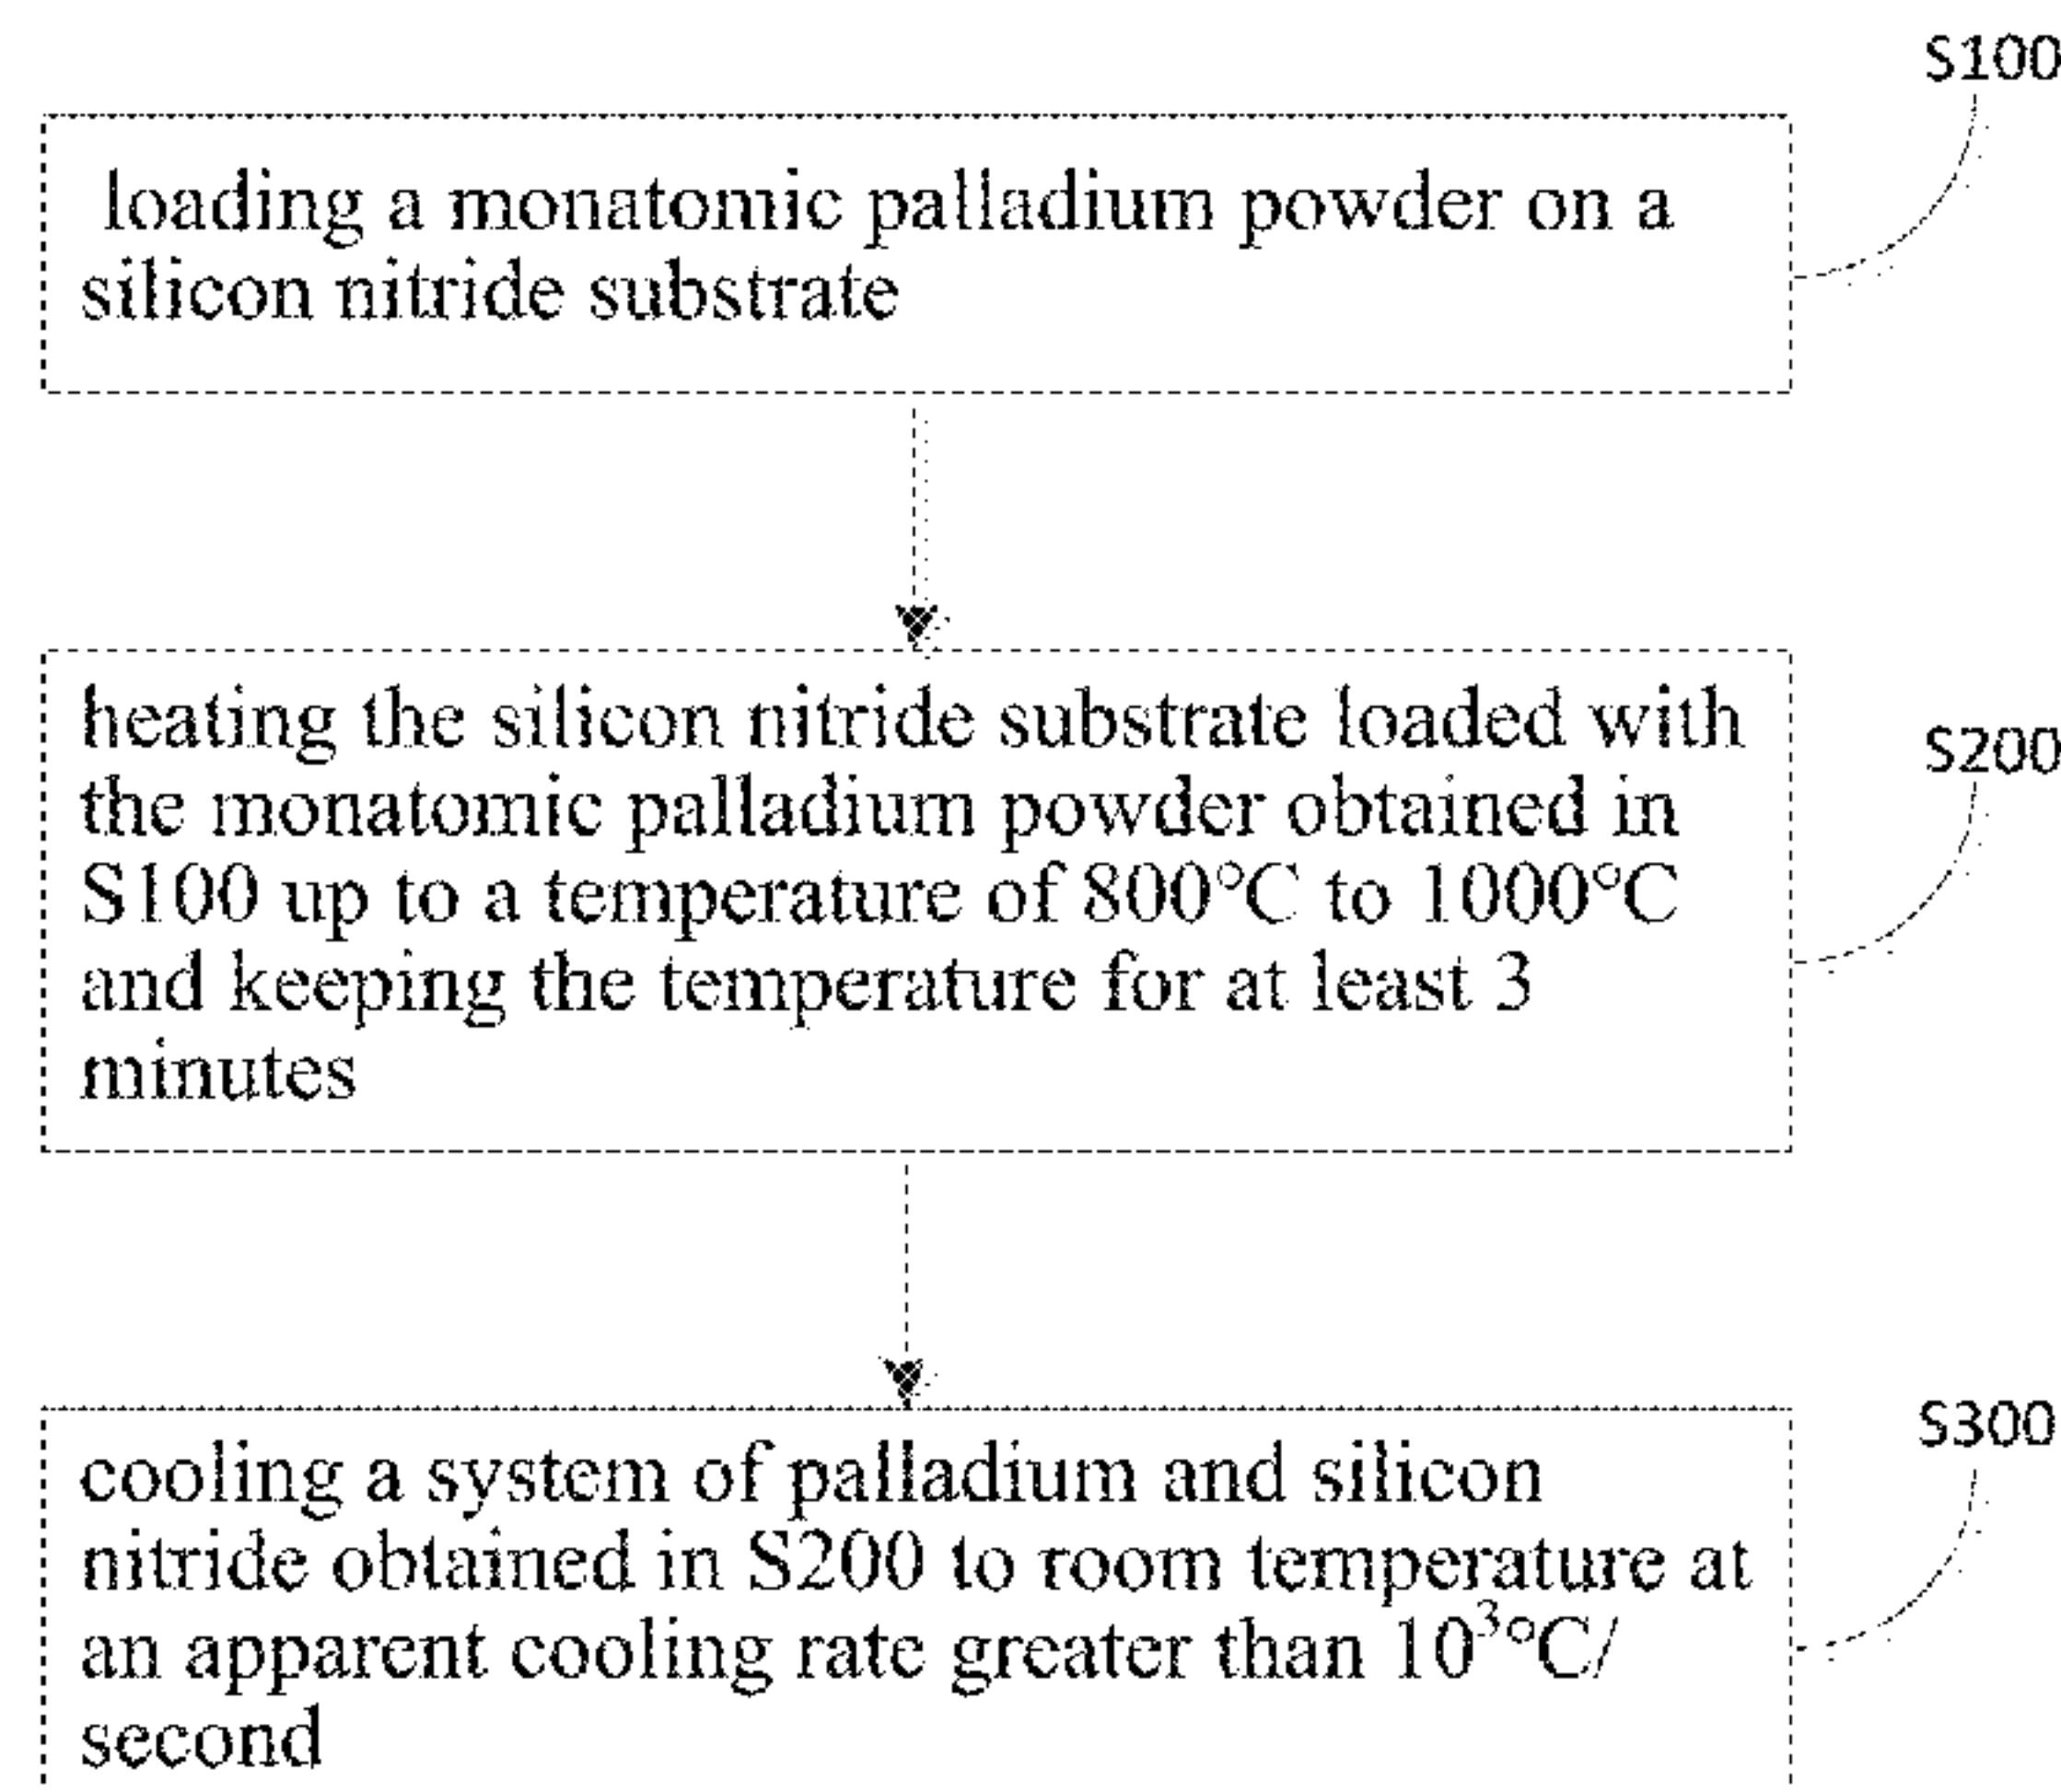 S100
loading a monatomic palladium powder on a
silicon nitride substrate
S200
heating the silicon nitride substrate loaded with
the monatomic palladium powder obtained in
S100 up to a temperature of 800°C to 1000°C
and keeping the temperature for at least 3
minutes
S300
cooling a system of palladium and silicon
nitride obtained in S200 to room temperature at
an apparent cooling rate greater than 10³°C/
second